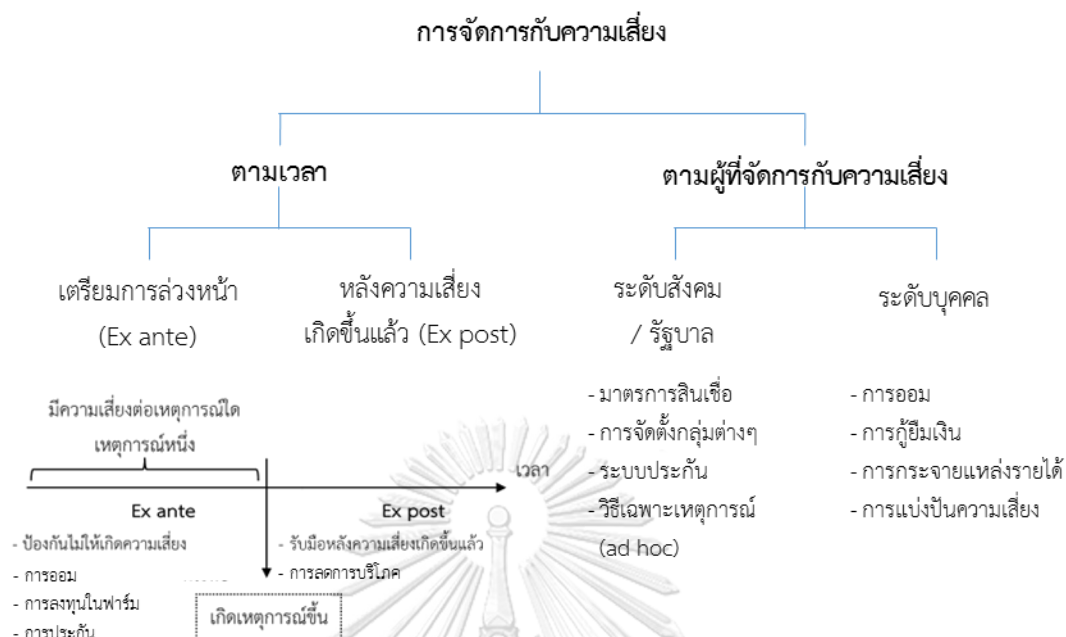 การจัดการกับความเสี่ยง
ตามเวลา
ตามผู้ที่จัดการกับความเสี่ยง
เตรียมการล่วงหน้า
(Ex ante)
หลังความเสี่ยง
เกิดขึ้นแล้ว (Ex post)
ระดับสังคม
/ รัฐบาล
ระดับบุคคล
- มาตรการสินเชื่อ
- การจัดตั้งกลุ่มต่างๆ
- ระบบประกัน
- วิธีเฉพาะเหตุการณ์
(ad hoc)
- การออม
- การกู้ยืมเงิน
- การกระจายแหล่งรายได้
- การแบ่งปันความเสี่ยง
มีความเสี่ยงต่อเหตุการณ์ใด
เหตุการณ์หนึ่ง
เวลา
Ex ante
Ex post
- ป้องกันไม่ให้เกิดความเสี่ยง
- การออม
- การลงทุนในฟาร์ม
- การประกัน
- รับมือหลังความเสี่ยงเกิดขึ้นแล้ว
- การลดการบริโภค
เกิดเหตุการณ์ขึ้น